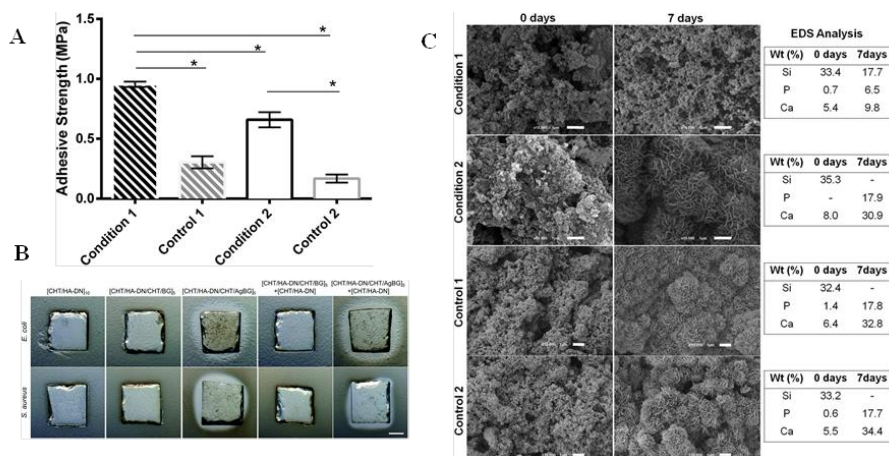 A
Adhesive Strength (MPa)
1.5
1.0
0.5
0.0
*
*
*
*
Condition 1
Control 1
Condition 2
Control 2
B
[CHT/HA-DN]₁₀
[CHT/HA-DN/CHT/BG]₅
[CHT/HA-DN/CHT/AgBG]₅
[CHT/HA-DN/CHT/BG]₅
+[CHT/HA-DN]
[CHT/HA-DN/CHT/AgBG]₅
+[CHT/HA-DN]
E. coli
S. aureus
C
0 days
7 days
Condition 1
Condition 2
Control 1
Control 2
EDS Analysis
Wt (%) 0 days 7days
Si 33.4 17.7
P 0.7 6.5
Ca 5.4 9.8
Wt (%) 0 days 7days
Si 35.3 -
P - 17.9
Ca 8.0 30.9
Wt (%) 0 days 7days
Si 32.4 -
P 1.4 17.8
Ca 6.4 32.8
Wt (%) 0 days 7days
Si 33.2 -
P 0.6 17.7
Ca 5.5 34.4